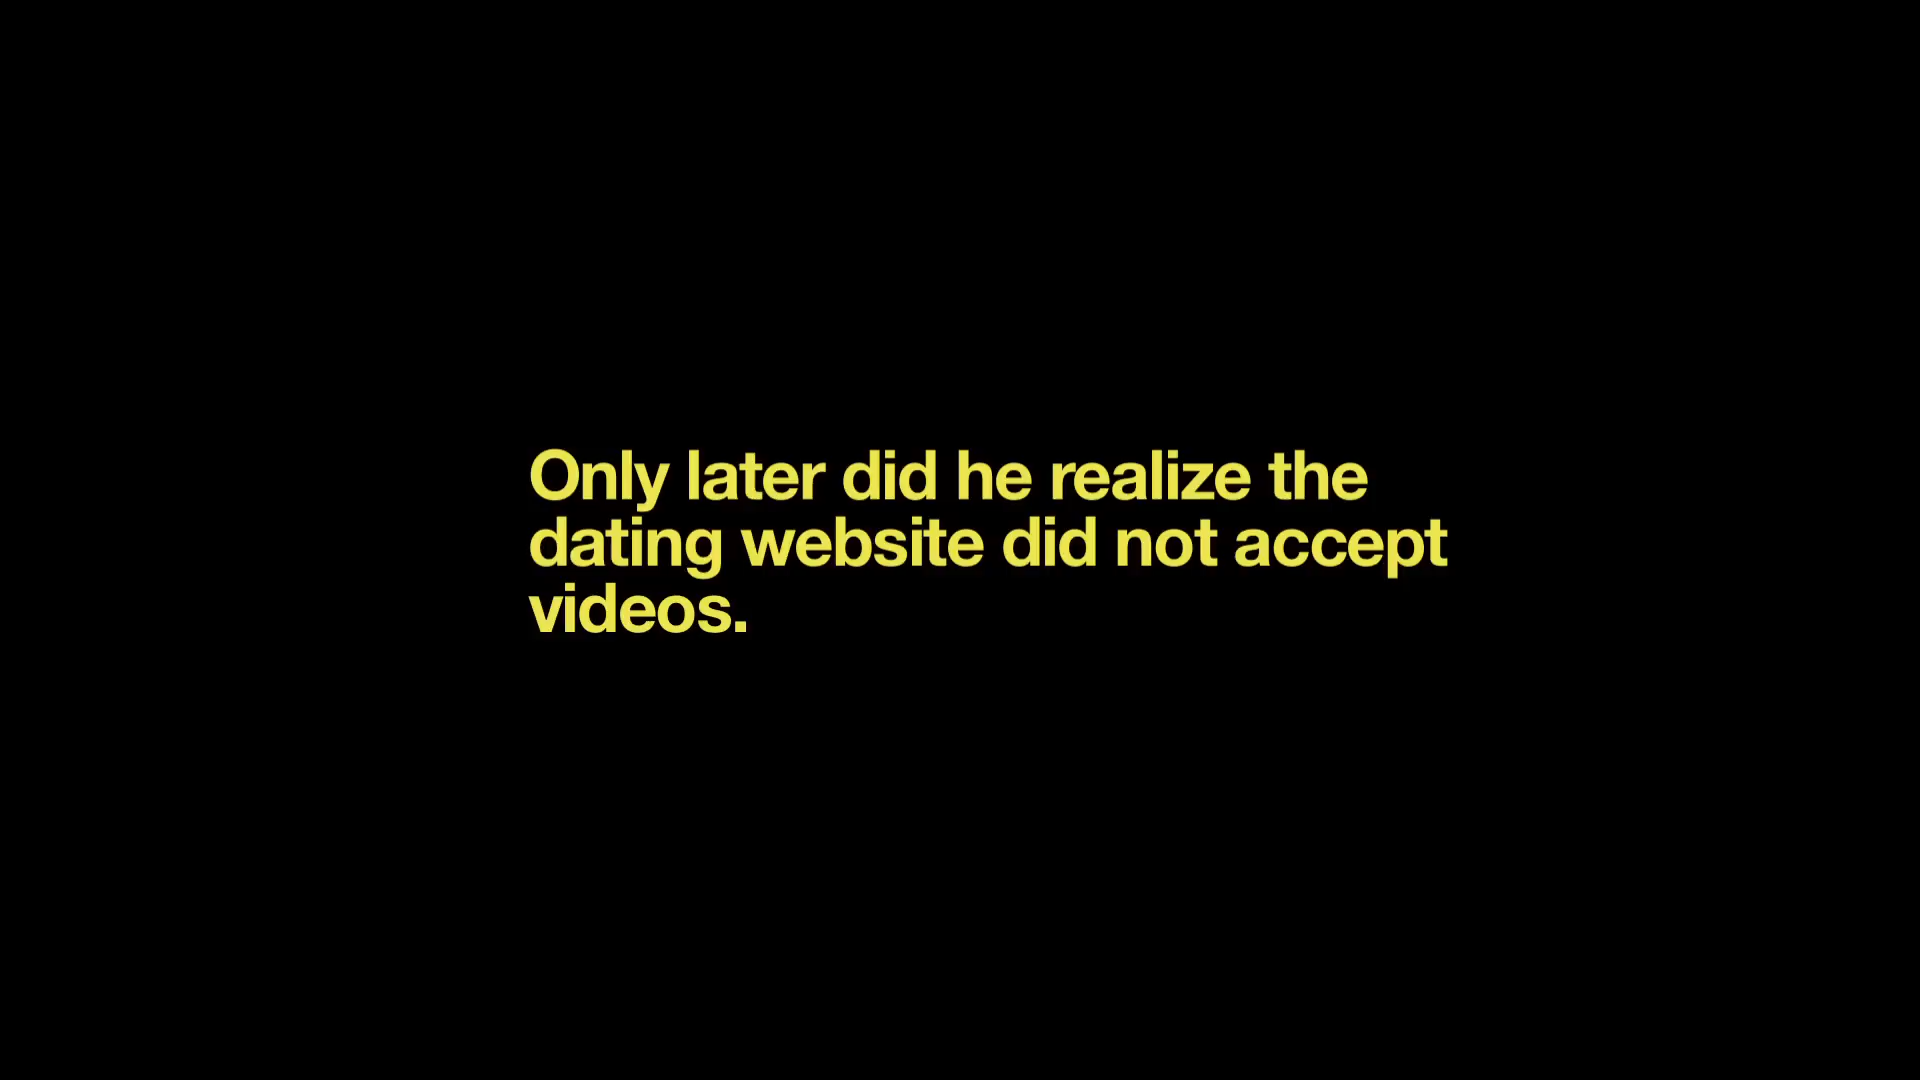 Only later did he realize the
dating website did not accept
videos.